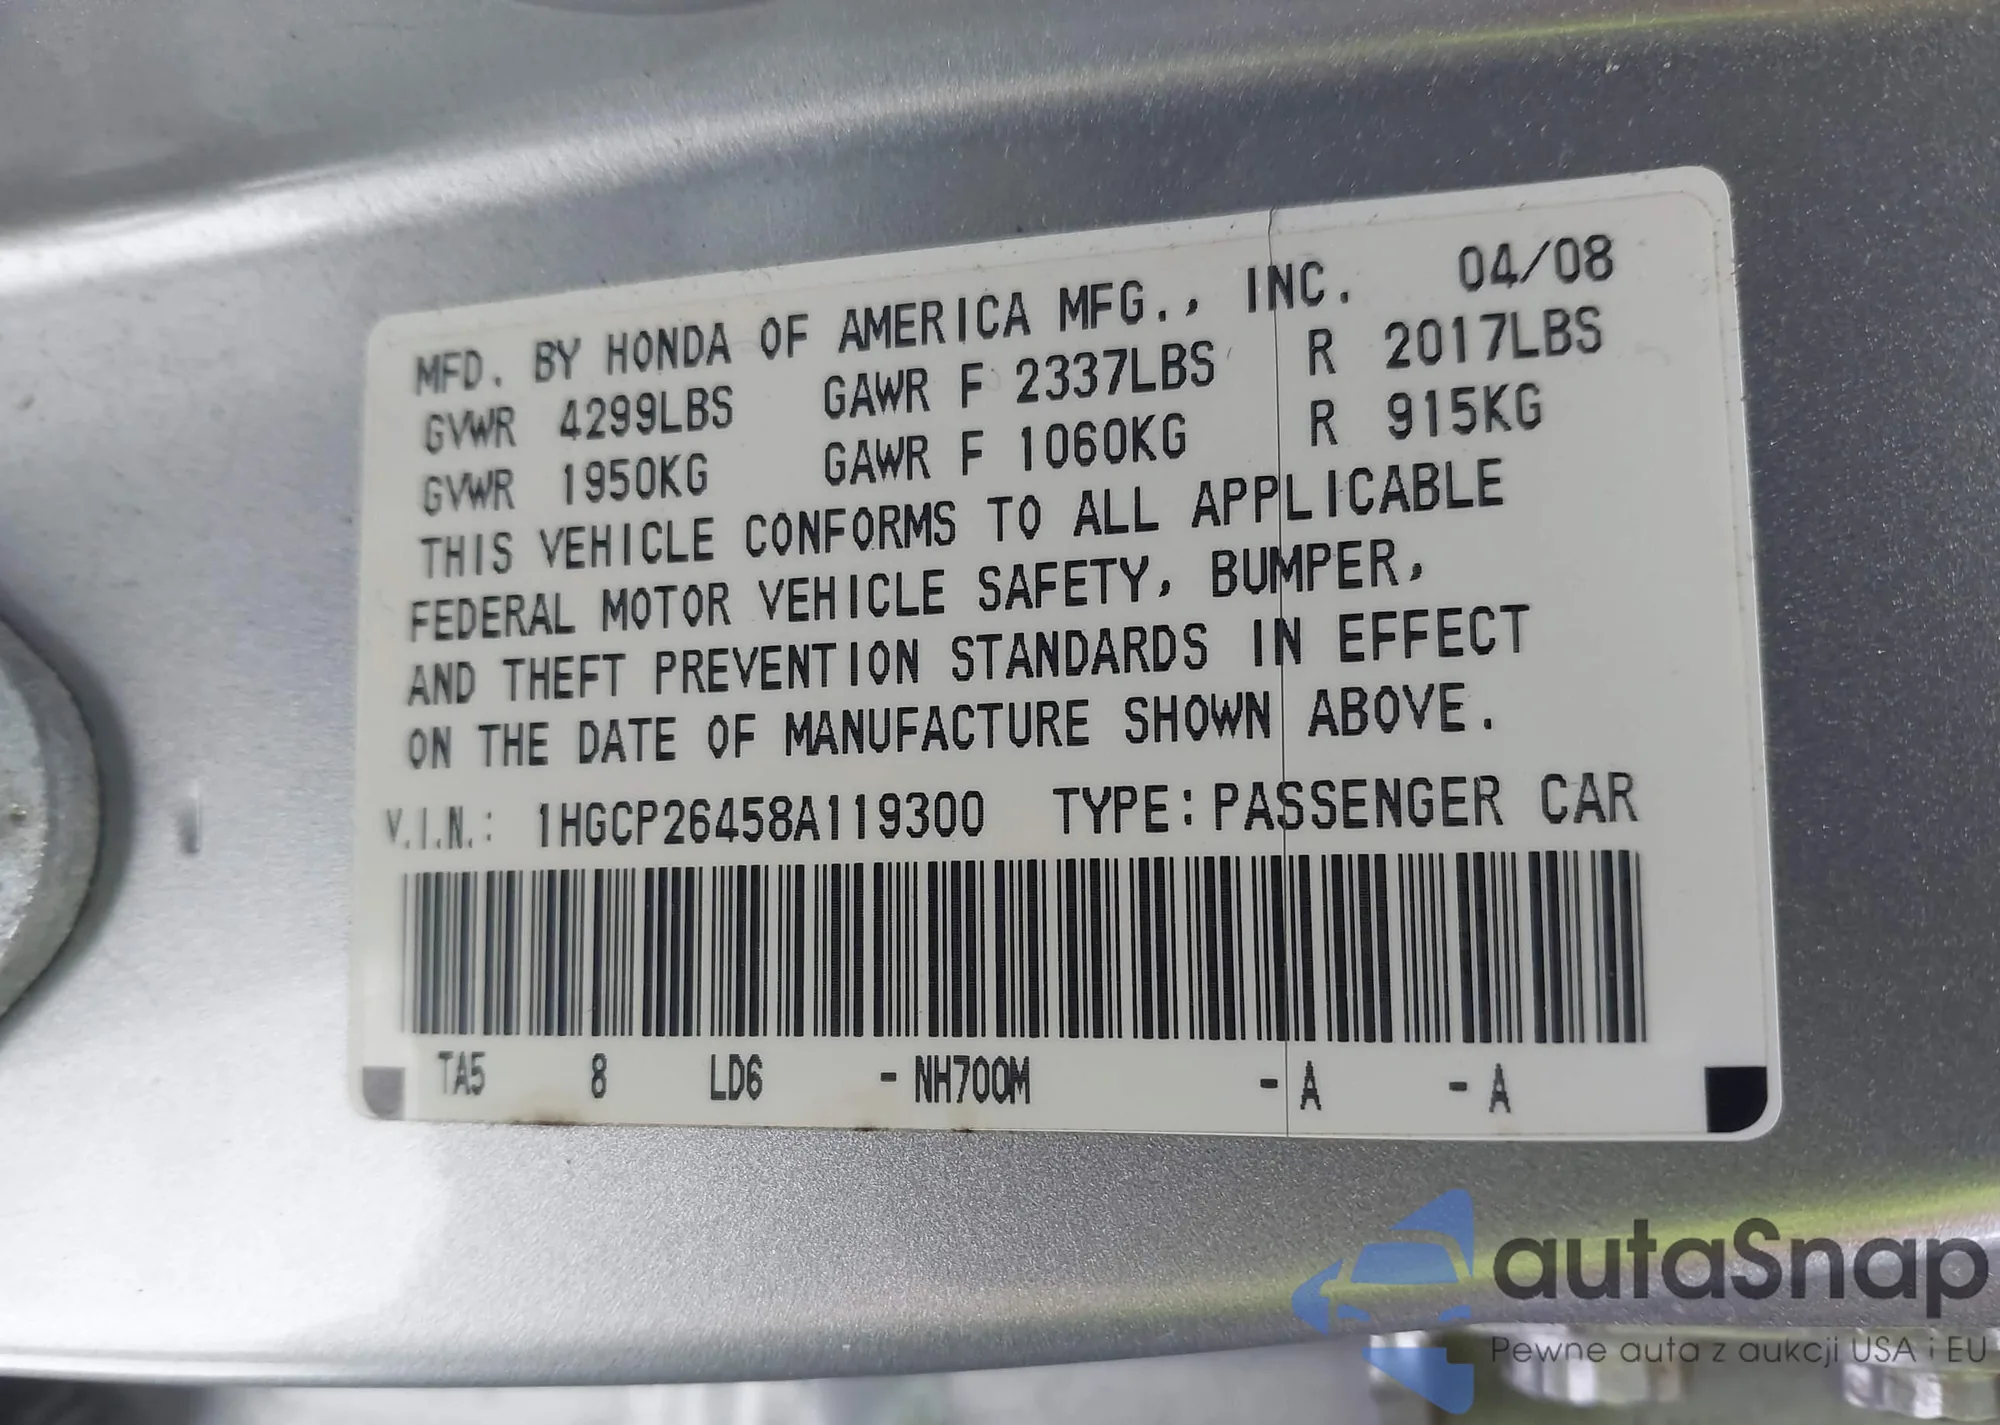 MFD. BY HONDA OF AMERICA MFG., INC. 04/08
GVWR 4299LBS GAWR F 2337LBS R 2017LBS
GVWR 1950KG GAWR F 1060KG R 915KG
THIS VEHICLE CONFORMS TO ALL APPLICABLE
FEDERAL MOTOR VEHICLE SAFETY, BUMPER,
AND THEFT PREVENTION STANDARDS IN EFFECT
ON THE DATE OF MANUFACTURE SHOWN ABOVE.
V.I.N.: 1HGCP26458A119300 TYPE: PASSENGER CAR
TA5 8 LD6 - NH700M - A - A
autaSnap
Pewne auta z aukcji USA i EU